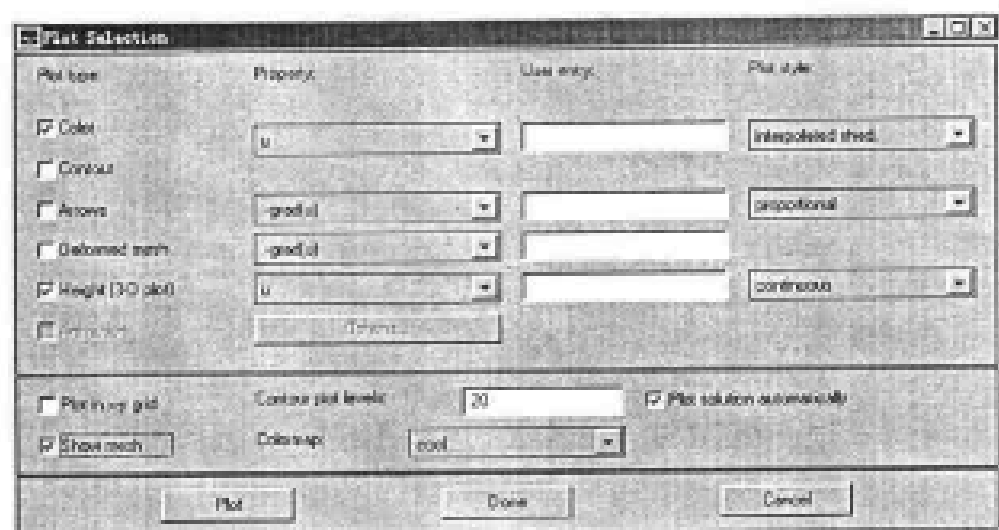 Plot Selection
Plot type: Property: User entry: Plot style:
Color u interpolated shad.
Contour
Arrows -grad(u) proportional
Deformed mesh -grad(u)
Height (3-D plot) u continuous
Animation Options...
Plot in x-y grid Contour plot levels: 20 Plot solution automatically
Show mesh Colormap: cool
Plot Done Cancel